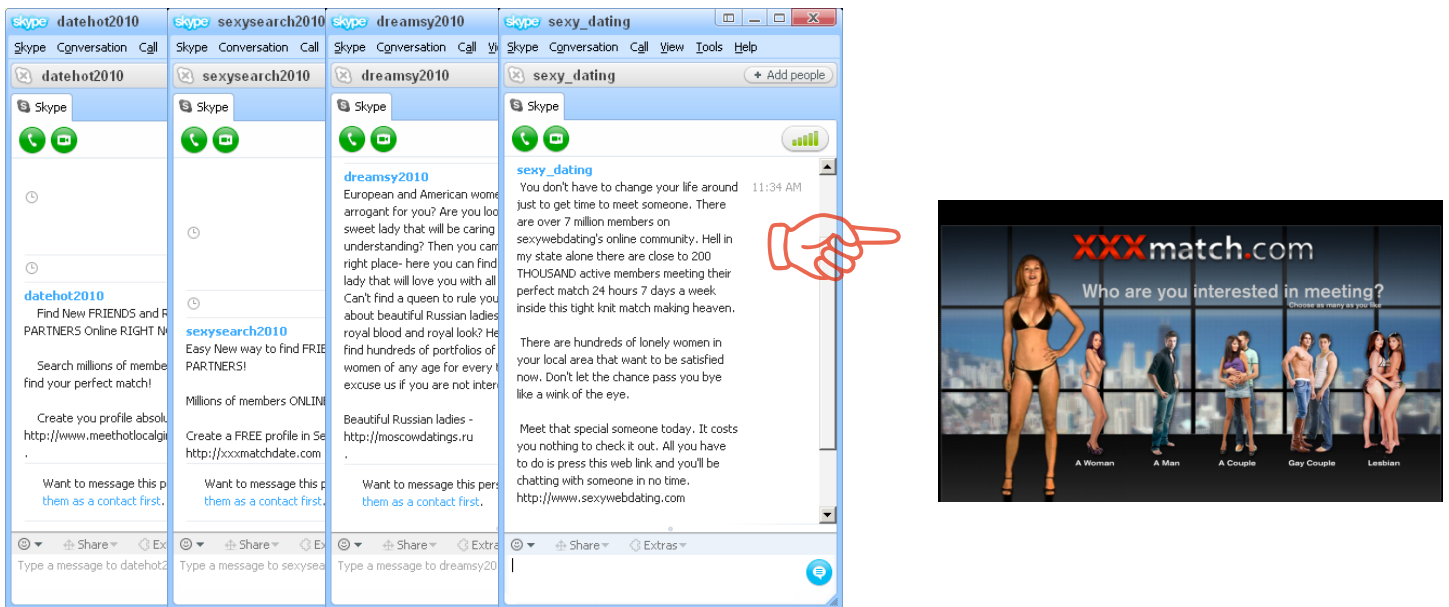 skype datehot2010
Skype Conversation Call
datehot2010
Skype
datehot2010
Find New FRIENDS and R
PARTNERS Online RIGHT N
Search millions of membe
find your perfect match!
Create you profile absolu
http://www.meethotlocalgi
.
Want to message this p
them as a contact first.
Share
Ex
Type a message to datehot2
skype sexysearch2010
Skype Conversation Call
sexysearch2010
Skype
sexysearch2010
Easy New way to find FRIE
PARTNERS!
Millions of members ONLINE
Create a FREE profile in Se
http://xxxmatchdate.com
Want to message this p
them as a contact first.
Share
Ex
Type a message to sexysea
skype dreamsy2010
Skype Conversation Call Vi
dreamsy2010
Skype
dreamsy2010
European and American wome
arrogant for you? Are you loo
sweet lady that will be caring
understanding? Then you cam
right place- here you can find
lady that will love you with all
Can't find a queen to rule you
about beautiful Russian ladies
royal blood and royal look? He
find hundreds of portfolios of
women of any age for every t
excuse us if you are not inter
Beautiful Russian ladies -
http://moscowdatings.ru
.
Want to message this pers
them as a contact first.
Share
Extra
Type a message to dreamsy20
skype sexy_dating
Skype Conversation Call View Tools Help
sexy_dating
+ Add people
Skype
sexy_dating
You don't have to change your life around 11:34 AM
just to get time to meet someone. There
are over 7 million members on
sexywebdating's online community. Hell in
my state alone there are close to 200
THOUSAND active members meeting their
perfect match 24 hours 7 days a week
inside this tight knit match making heaven.
There are hundreds of lonely women in
your local area that want to be satisfied
now. Don't let the chance pass you bye
like a wink of the eye.
Meet that special someone today. It costs
you nothing to check it out. All you have
to do is press this web link and you'll be
chatting with someone in no time.
http://www.sexywebdating.com
Share
Extras
XXXmatch.com
Who are you interested in meeting?
Choose as many as you like
A Woman
A Man
A Couple
Gay Couple
Lesbian